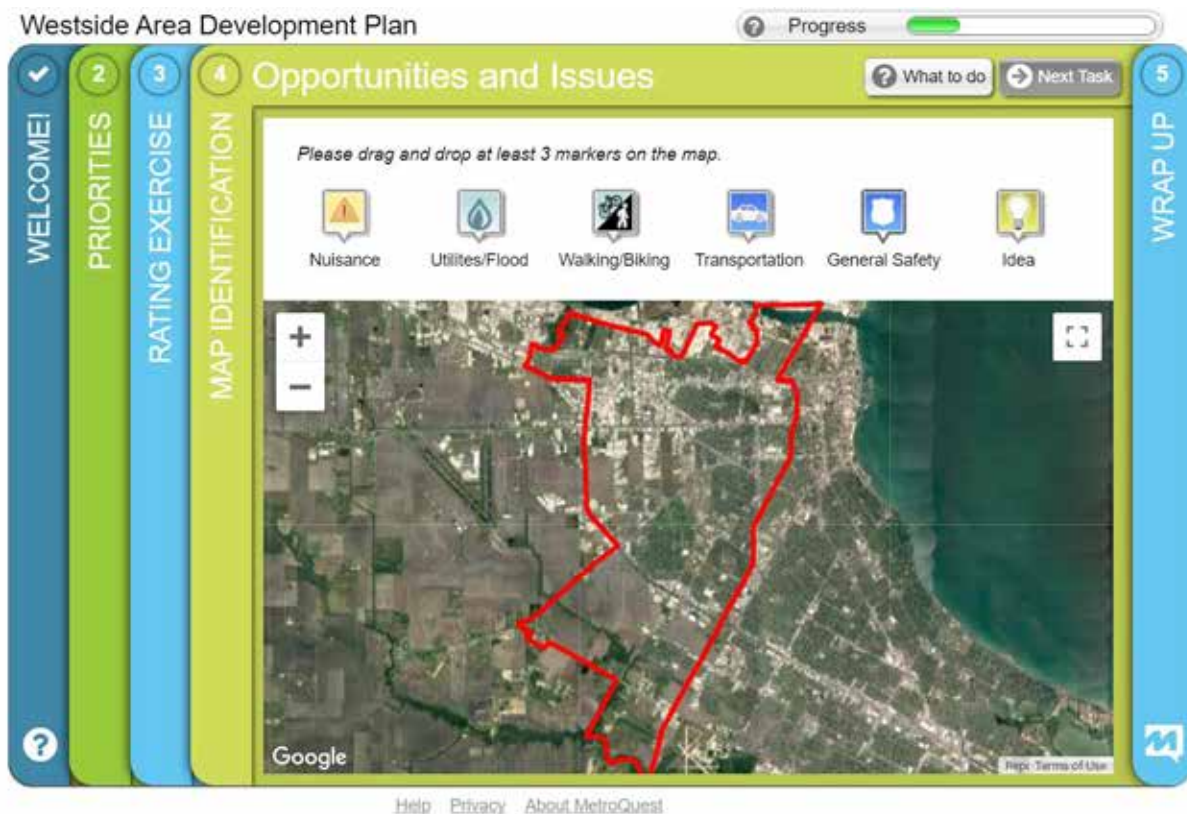 Westside Area Development Plan
? Progress
WELCOME!
?
2 PRIORITIES
3 RATING EXERCISE
4 MAP IDENTIFICATION
Opportunities and Issues
? What to do
Next Task
5 WRAP UP
Please drag and drop at least 3 markers on the map.
Nuisance
Utilites/Flood
Walking/Biking
Transportation
General Safety
Idea
+
−
Google
Terms of Use
Help Privacy About MetroQuest